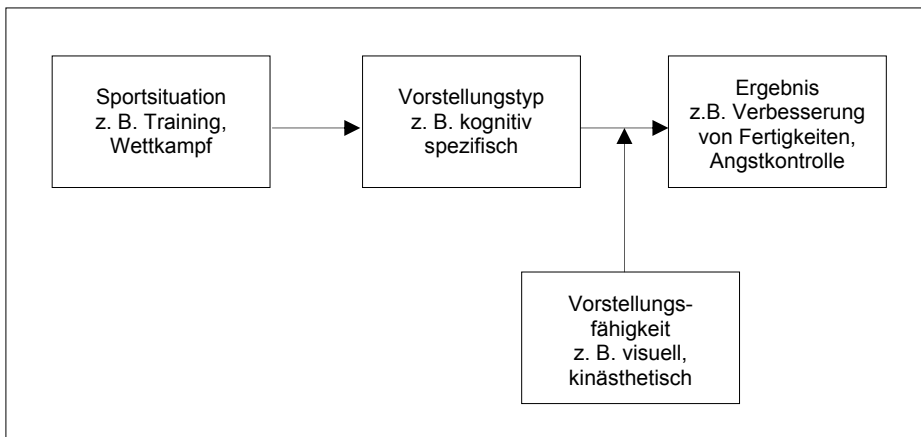 Sportsituation
z. B. Training,
Wettkampf
Vorstellungstyp
z. B. kognitiv
spezifisch
Ergebnis
z.B. Verbesserung
von Fertigkeiten,
Angstkontrolle
Vorstellungs-
fähigkeit
z. B. visuell,
kinästhetisch